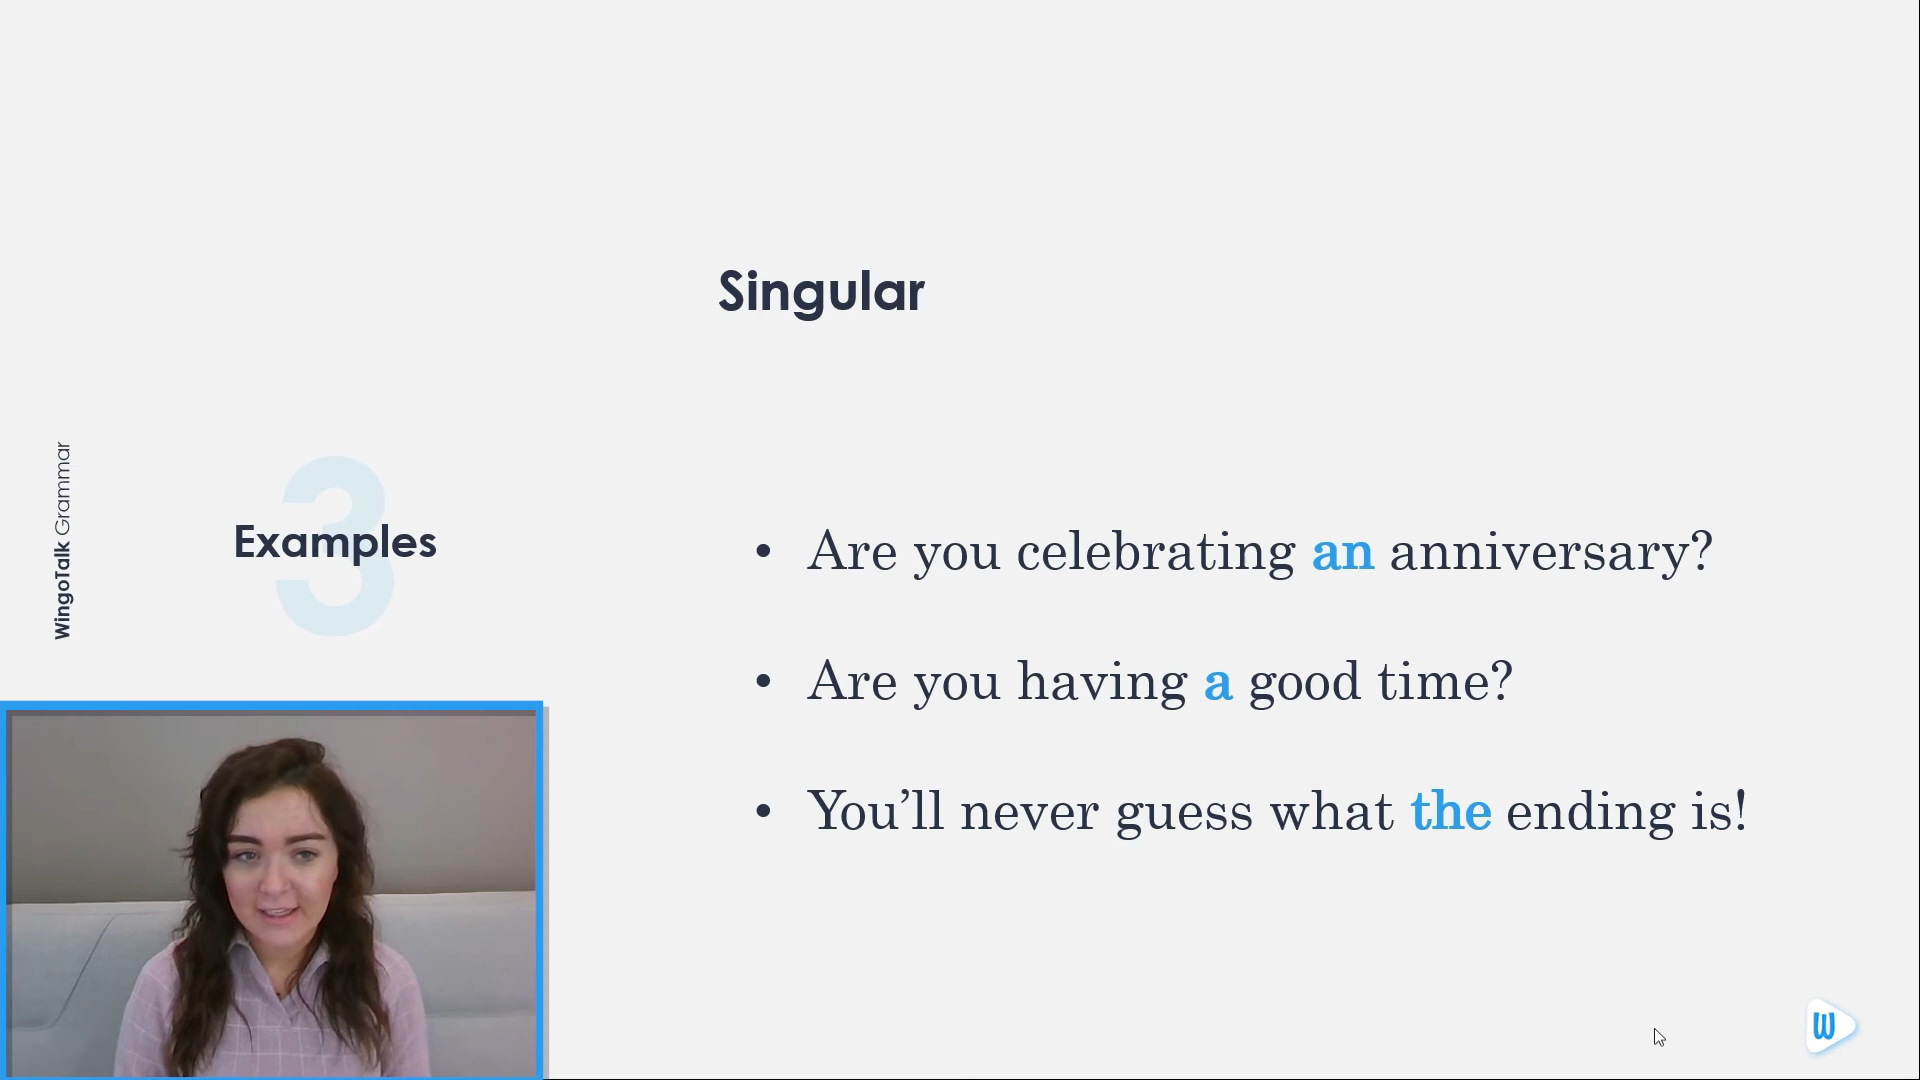 Singular
WingoTalk Grammar
3
Examples
• Are you celebrating an anniversary?
• Are you having a good time?
• You’ll never guess what the ending is!
W